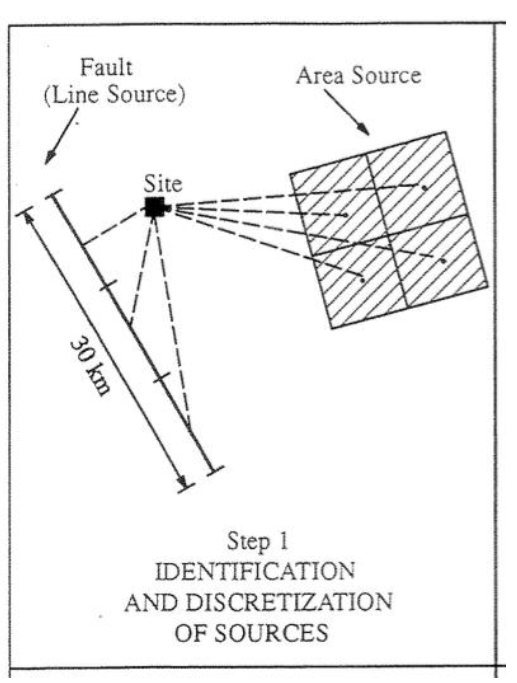 Fault
(Line Source)
Area Source
Site
30 km
Step 1
IDENTIFICATION
AND DISCRETIZATION
OF SOURCES